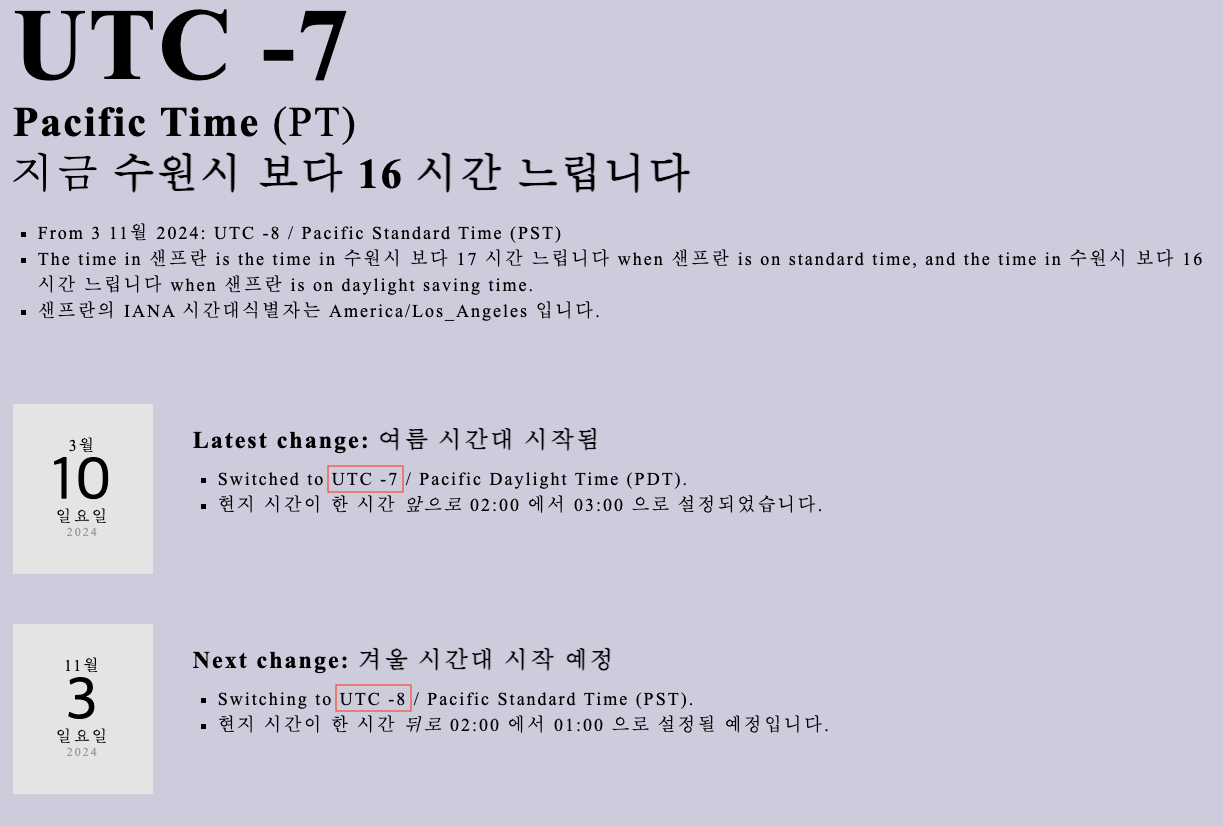 UTC -7
Pacific Time (PT)
지금 수원시 보다 16 시간 느립니다
From 3 11월 2024: UTC -8 / Pacific Standard Time (PST)
The time in 샌프란 is the time in 수원시 보다 17 시간 느립니다 when 샌프란 is on standard time, and the time in 수원시 보다 16
시간 느립니다 when 샌프란 is on daylight saving time.
샌프란의 IANA 시간대식별자는 America/Los_Angeles 입니다.
3월
10
일요일
2024
Latest change: 여름 시간대 시작됨
Switched to UTC -7 / Pacific Daylight Time (PDT).
현지 시간이 한 시간 앞으로 02:00 에서 03:00 으로 설정되었습니다.
11월
3
일요일
2024
Next change: 겨울 시간대 시작 예정
Switching to UTC -8 / Pacific Standard Time (PST).
현지 시간이 한 시간 뒤로 02:00 에서 01:00 으로 설정될 예정입니다.